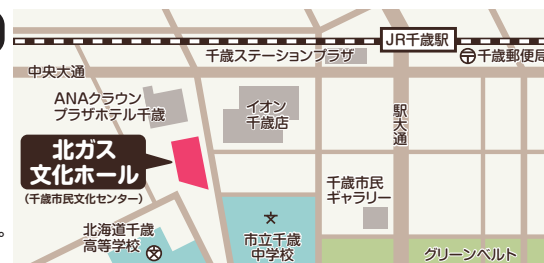 JR千歳駅
千歳ステーションプラザ
千歳郵便局
中央大通
ANAクラウン
プラザホテル千歳
イオン
千歳店
駅大通
北ガス
文化ホール
(千歳市民文化センター)
千歳市民
ギャラリー
北海道千歳
高等学校
市立千歳
中学校
グリーンベルト
。